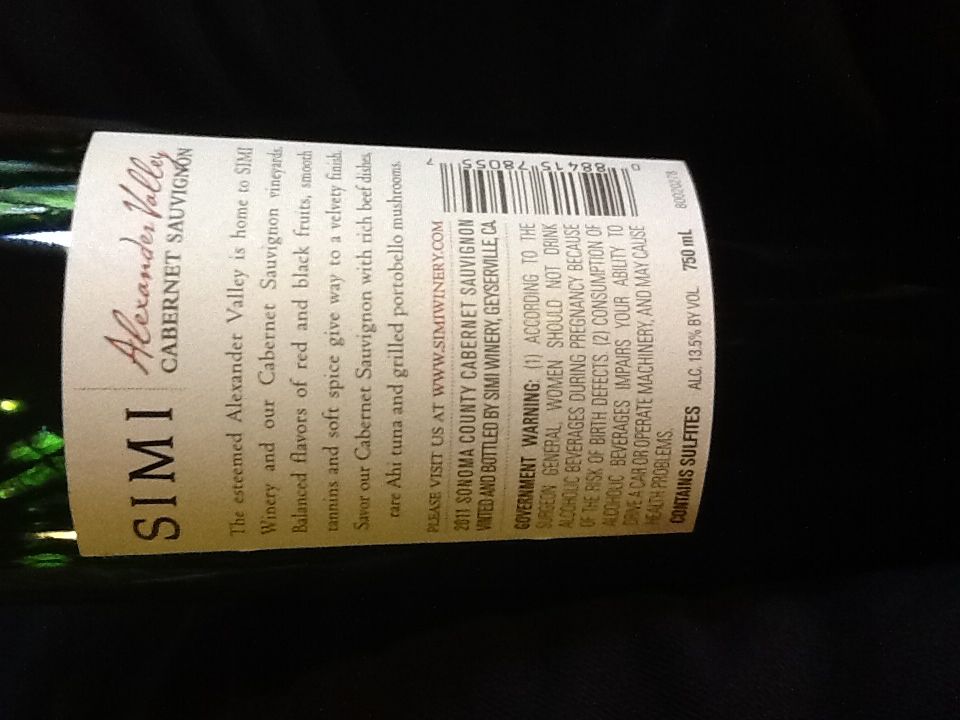 SIMI
Alexander Valley
CABERNET SAUVIGNON
The esteemed Alexander Valley is home to SIMI
Winery and our Cabernet Sauvignon vineyards.
Balanced flavors of red and black fruits, smooth
tannins and soft spice give way to a velvety finish.
Savor our Cabernet Sauvignon with rich beef dishes,
rare Ahi tuna and grilled portobello mushrooms.
PLEASE VISIT US AT WWW.SIMIWINERY.COM
2011 SONOMA COUNTY CABERNET SAUVIGNON
VINTED AND BOTTLED BY SIMI WINERY, GEYSERVILLE, CA
GOVERNMENT WARNING: (1) ACCORDING TO THE
SURGEON GENERAL, WOMEN SHOULD NOT DRINK
ALCOHOLIC BEVERAGES DURING PREGNANCY BECAUSE
OF THE RISK OF BIRTH DEFECTS. (2) CONSUMPTION OF
ALCOHOLIC BEVERAGES IMPAIRS YOUR ABILITY TO
DRIVE A CAR OR OPERATE MACHINERY, AND MAY CAUSE
HEALTH PROBLEMS.
CONTAINS SULFITES ALC. 13.5% BY VOL 750 mL
0 88415 78055 7
80020278